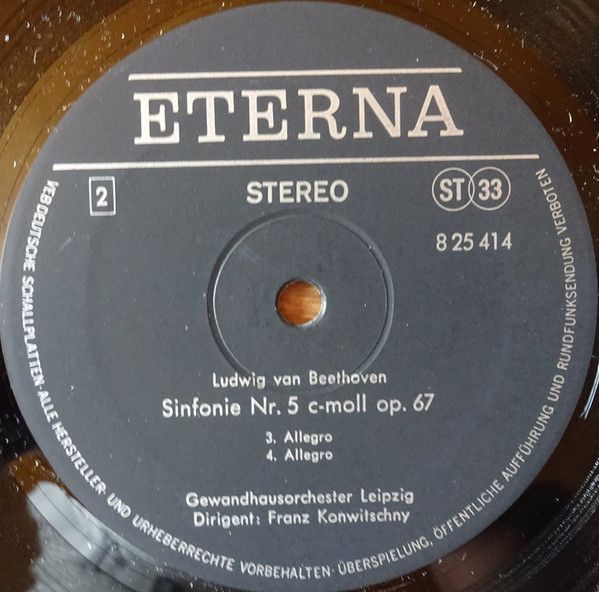 ETERNA
2
STEREO
ST 33
8 25 414
Ludwig van Beethoven
Sinfonie Nr. 5 c-moll op. 67
3. Allegro
4. Allegro
Gewandhausorchester Leipzig
Dirigent: Franz Konwitschny
VEB DEUTSCHE SCHALLPLATTEN · ALLE HERSTELLER- UND URHEBERRECHTE VORBEHALTEN · ÜBERSPIELUNG, ÖFFENTLICHE AUFFÜHRUNG UND RUNDFUNKSENDUNG VERBOTEN